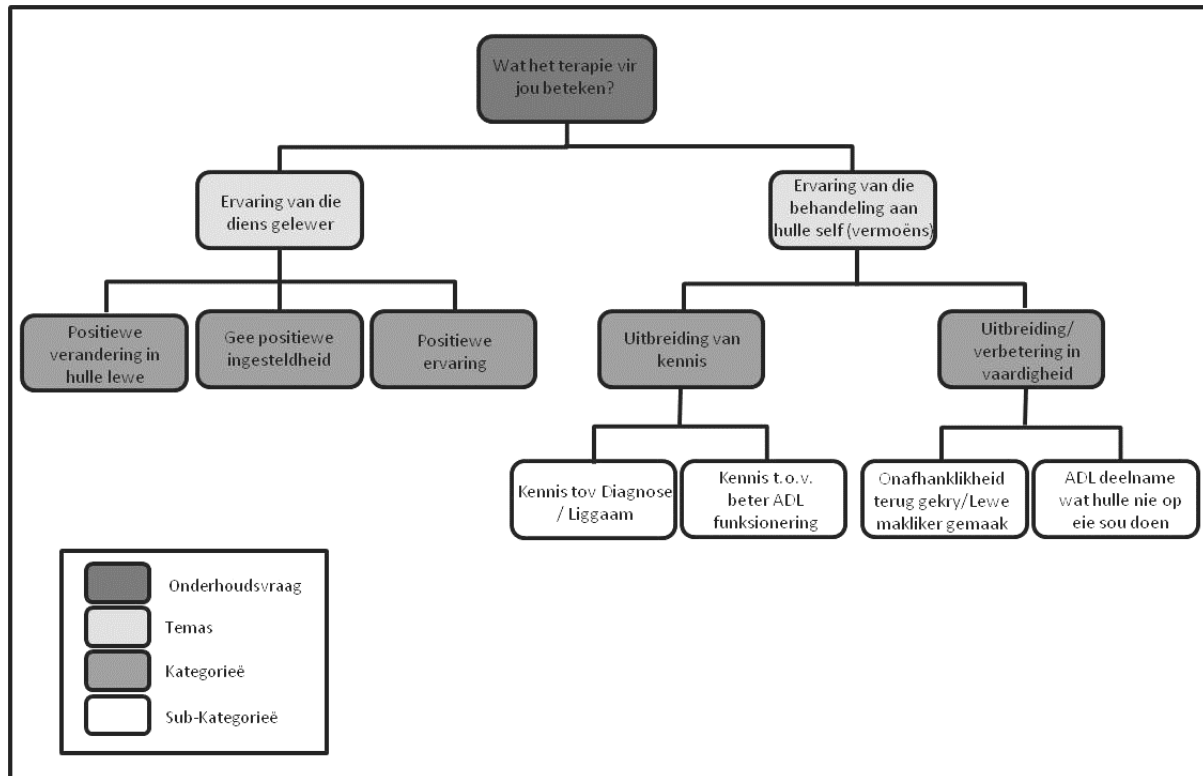 Wat het terapie vir
jou beteken?
Ervaring van die
diens gelewer
Ervaring van die
behandeling aan
hulle self (vermoëns)
Positiewe
verandering in
hulle lewe
Gee positiewe
ingesteldheid
Positiewe
ervaring
Uitbreiding van
kennis
Uitbreiding/
verbetering in
vaardigheid
Kennis tov Diagnose
/ Liggaam
Kennis t.o.v.
beter ADL
funksionering
Onafhanklikheid
terug gekry/Lewe
makliker gemaak
ADL deelname
wat hulle nie op
eie sou doen
Onderhoudsvraag
Temas
Kategorieë
Sub-Kategorieë